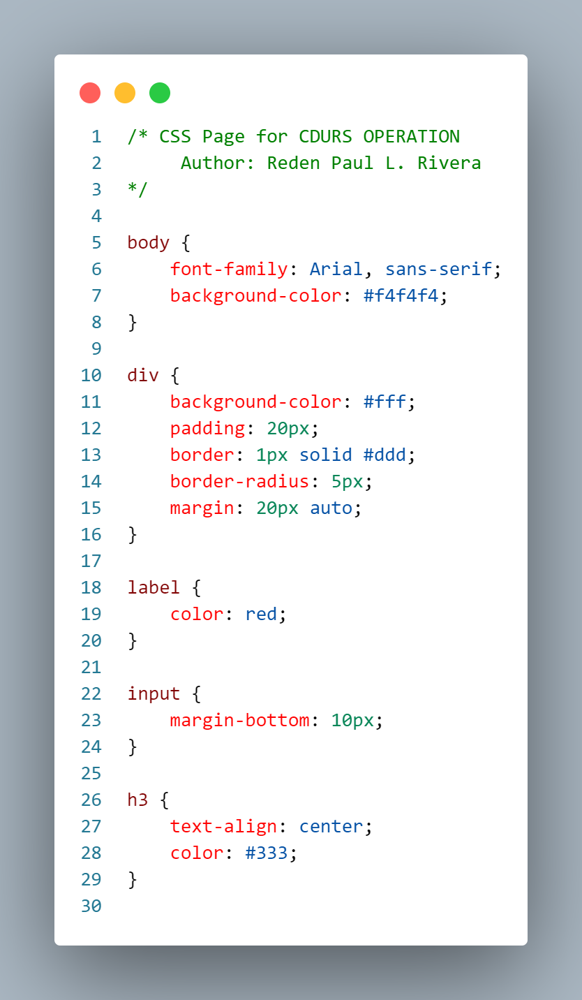 1 /* CSS Page for CDURS OPERATION
2      Author: Reden Paul L. Rivera
3 */
4
5 body {
6     font-family: Arial, sans-serif;
7     background-color: #f4f4f4;
8 }
9
10 div {
11     background-color: #fff;
12     padding: 20px;
13     border: 1px solid #ddd;
14     border-radius: 5px;
15     margin: 20px auto;
16 }
17
18 label {
19     color: red;
20 }
21
22 input {
23     margin-bottom: 10px;
24 }
25
26 h3 {
27     text-align: center;
28     color: #333;
29 }
30